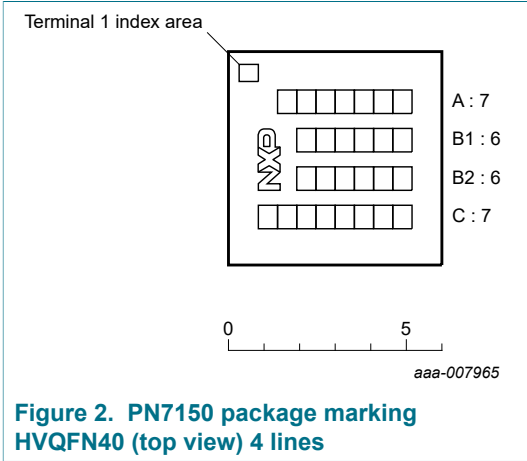 Terminal 1 index area
A : 7
NXP
B1 : 6
B2 : 6
C : 7
0 5
aaa-007965
Figure 2. PN7150 package marking
HVQFN40 (top view) 4 lines